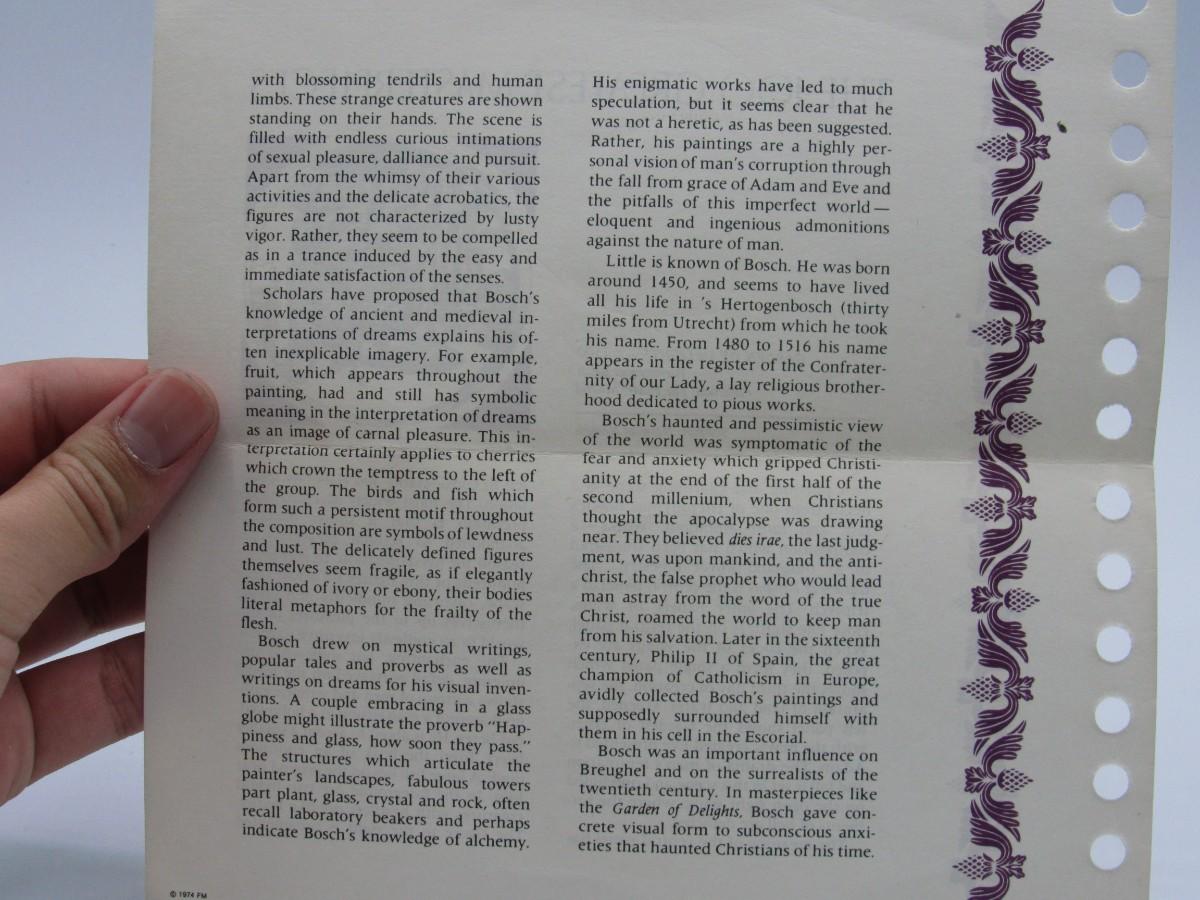 with blossoming tendrils and human
limbs. These strange creatures are shown
standing on their hands. The scene is
filled with endless curious intimations
of sexual pleasure, dalliance and pursuit.
Apart from the whimsy of their various
activities and the delicate acrobatics, the
figures are not characterized by lusty
vigor. Rather, they seem to be compelled
as in a trance induced by the easy and
immediate satisfaction of the senses.
Scholars have proposed that Bosch's
knowledge of ancient and medieval in-
terpretations of dreams explains his of-
ten inexplicable imagery. For example,
fruit, which appears throughout the
painting, had and still has symbolic
meaning in the interpretation of dreams
as an image of carnal pleasure. This in-
terpretation certainly applies to cherries
which crown the temptress to the left of
the group. The birds and fish which
form such a persistent motif throughout
the composition are symbols of lewdness
and lust. The delicately defined figures
themselves seem fragile, as if elegantly
fashioned of ivory or ebony, their bodies
literal metaphors for the frailty of the
flesh.
Bosch drew on mystical writings,
popular tales and proverbs as well as
writings on dreams for his visual inven-
tions. A couple embracing in a glass
globe might illustrate the proverb "Hap-
piness and glass, how soon they pass."
The structures which articulate the
painter's landscapes, fabulous towers
part plant, glass, crystal and rock, often
recall laboratory beakers and perhaps
indicate Bosch's knowledge of alchemy.
His enigmatic works have led to much
speculation, but it seems clear that he
was not a heretic, as has been suggested.
Rather, his paintings are a highly per-
sonal vision of man's corruption through
the fall from grace of Adam and Eve and
the pitfalls of this imperfect world—
eloquent and ingenious admonitions
against the nature of man.
Little is known of Bosch. He was born
around 1450, and seems to have lived
all his life in 's Hertogenbosch (thirty
miles from Utrecht) from which he took
his name. From 1480 to 1516 his name
appears in the register of the Confrater-
nity of our Lady, a lay religious brother-
hood dedicated to pious works.
Bosch's haunted and pessimistic view
of the world was symptomatic of the
fear and anxiety which gripped Christi-
anity at the end of the first half of the
second millenium, when Christians
thought the apocalypse was drawing
near. They believed dies irae, the last judg-
ment, was upon mankind, and the anti-
christ, the false prophet who would lead
man astray from the word of the true
Christ, roamed the world to keep man
from his salvation. Later in the sixteenth
century, Philip II of Spain, the great
champion of Catholicism in Europe,
avidly collected Bosch's paintings and
supposedly surrounded himself with
them in his cell in the Escorial.
Bosch was an important influence on
Breughel and on the surrealists of the
twentieth century. In masterpieces like
the Garden of Delights, Bosch gave con-
crete visual form to subconscious anxi-
eties that haunted Christians of his time.
© 1974 FM